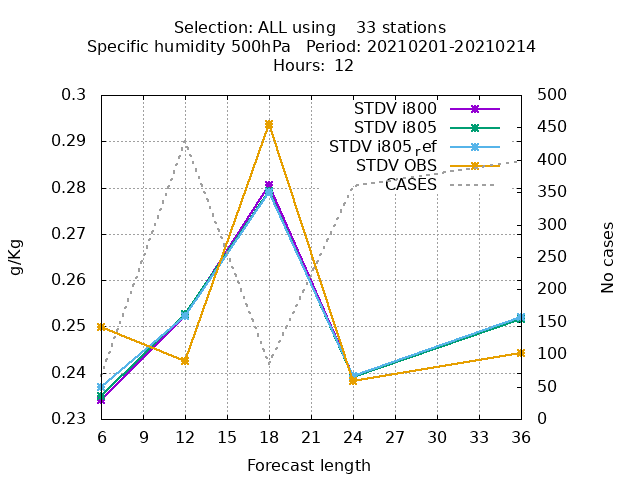 Selection: ALL using    33 stations
Specific humidity 500hPa   Period: 20210201-20210214
Hours:  12
STDV i800
STDV i805
STDV i805ref
STDV OBS
CASES
0.3
0.29
0.28
0.27
0.26
0.25
0.24
0.23
500
450
400
350
300
250
200
150
100
50
0
g/Kg
No cases
6 9 12 15 18 21 24 27 30 33 36
Forecast length